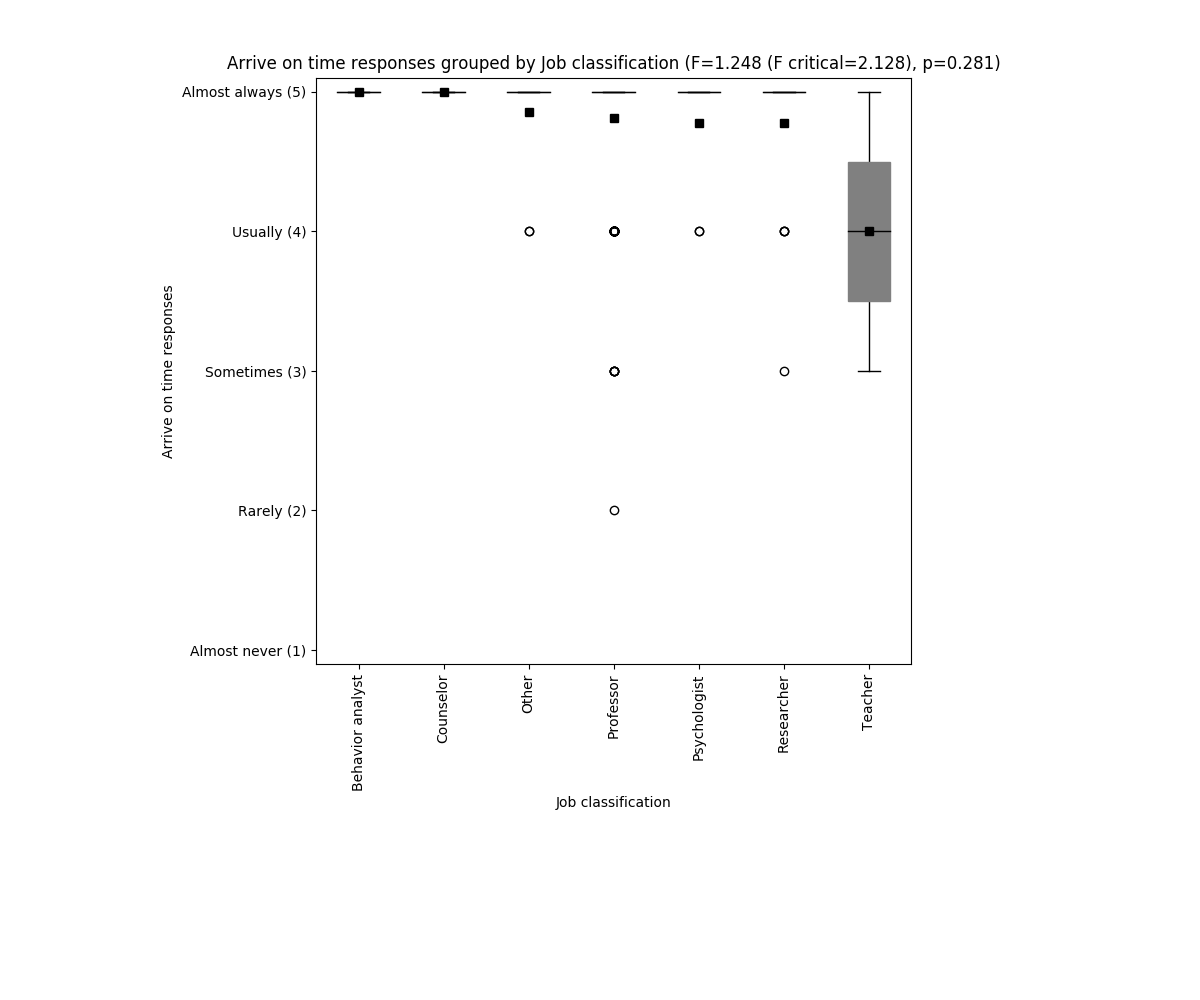 Arrive on time responses grouped by Job classification (F=1.248 (F critical=2.128), p=0.281)
Almost always (5)
Usually (4)
Sometimes (3)
Rarely (2)
Almost never (1)
Arrive on time responses
Behavior analyst
Counselor
Other
Professor
Psychologist
Researcher
Teacher
Job classification